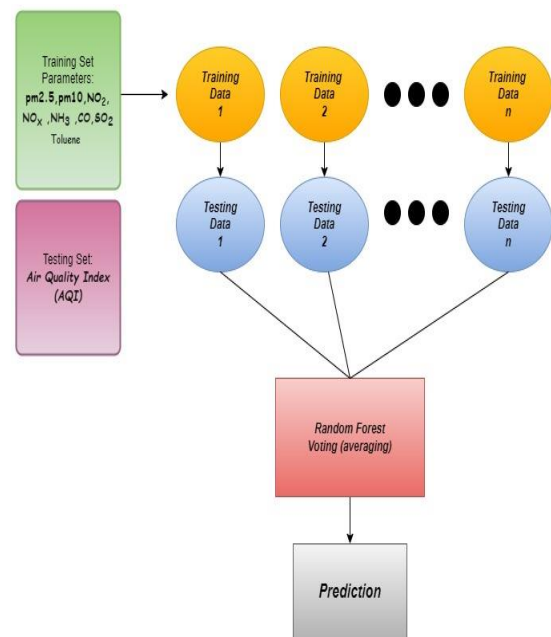 Training Set
Parameters:
pm2.5,pm10,NO₂,
NOₓ ,NH₃ ,CO,SO₂
Toluene
Training
Data
1
Training
Data
2
Training
Data
n
Testing Set:
Air Quality Index
(AQI)
Testing
Data
1
Testing
Data
2
Testing
Data
n
Random Forest
Voting (averaging)
Prediction